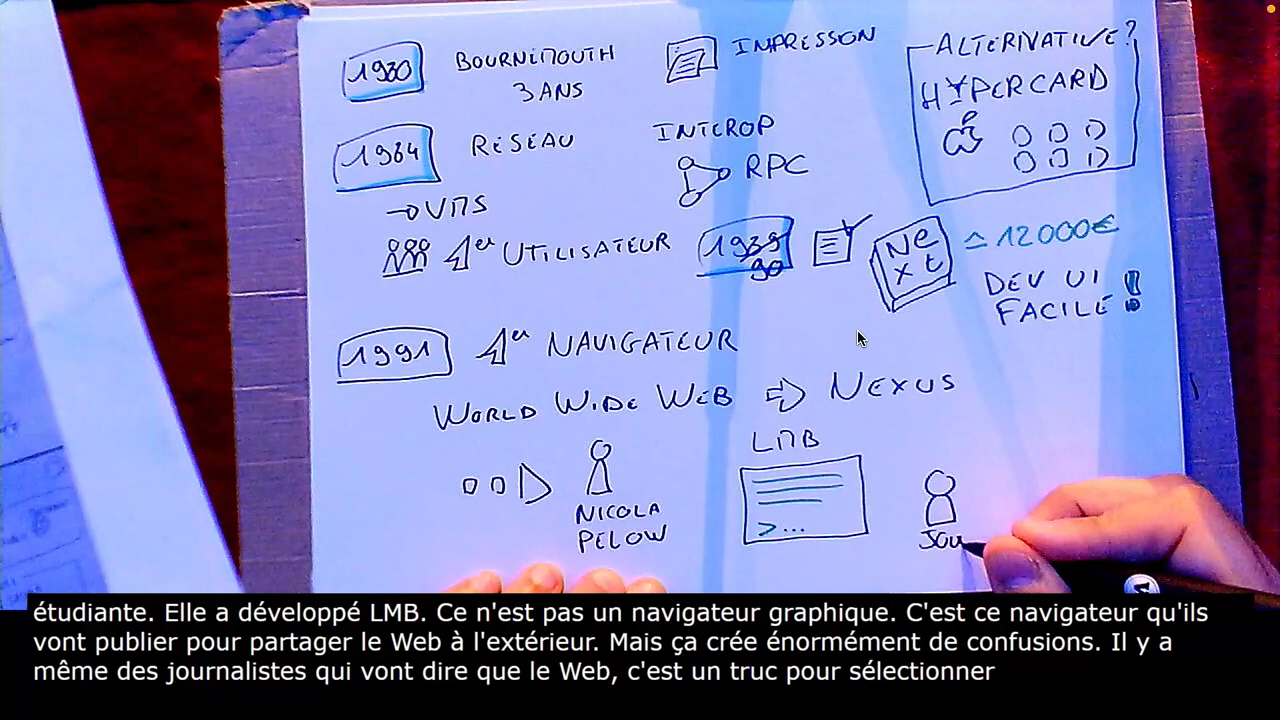 1980
BOURNEMOUTH
3 ANS
IMPRESSION
ALTERIVATIVE?
HYPERCARD
1984
RÉSEAU
INTEROP
RPC
→ VMS
1er UTILISATEUR
1989
90
NeXt
≃ 12000€
DEV UI
FACILE !
1991
1er NAVIGATEUR
WORLD WIDE WEB ⇨ NEXUS
LMB
>...
NICOLA
PELOW
JOU
étudiante. Elle a développé LMB. Ce n'est pas un navigateur graphique. C'est ce navigateur qu'ils
vont publier pour partager le Web à l'extérieur. Mais ça crée énormément de confusions. Il y a
même des journalistes qui vont dire que le Web, c'est un truc pour sélectionner